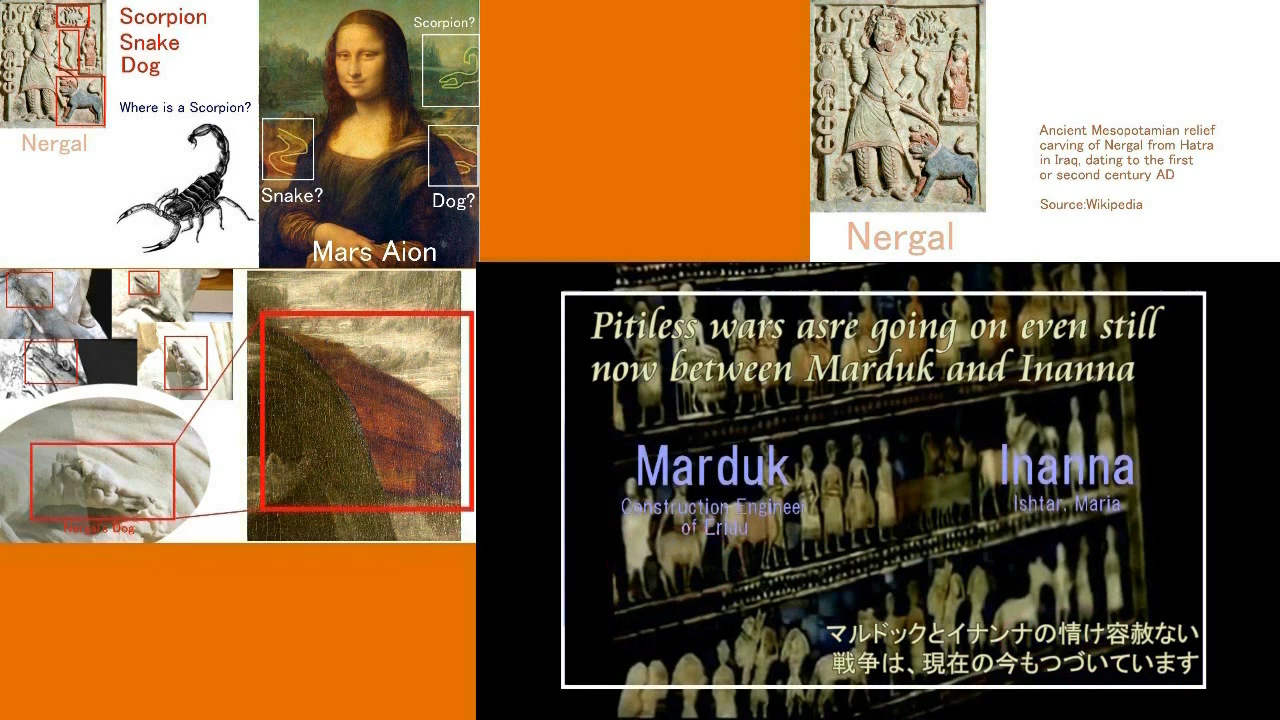 Scorpion
Snake
Dog
Where is a Scorpion?
Nergal
Scorpion?
Snake?
Dog?
Mars Aion
Ancient Mesopotamian relief
carving of Nergal from Hatra
in Iraq, dating to the first
or second century AD
Source:Wikipedia
Nergal
Nergal's Dog
Pitiless wars asre going on even still
now between Marduk and Inanna
Marduk
Construction Engineer
of Eridu
Inanna
Ishtar, Maria
マルドックとイナンナの情け容赦ない
戦争は、現在の今もつづいています